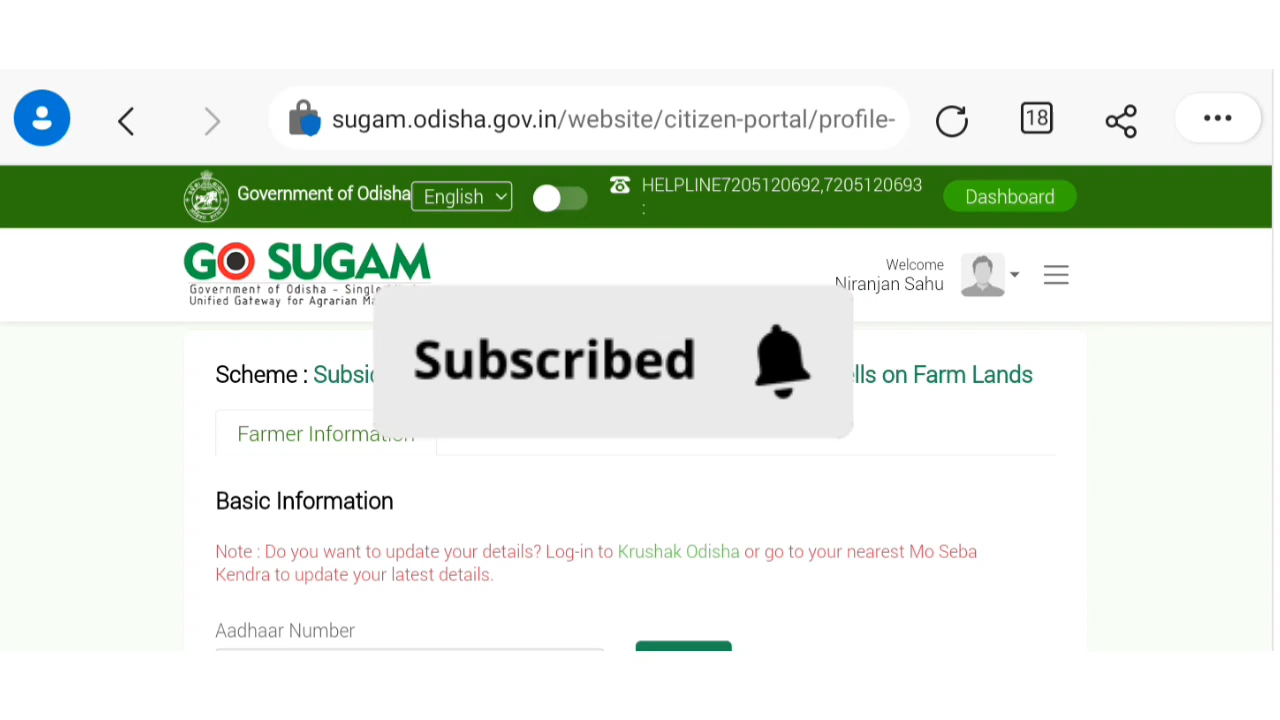 sugam.odisha.gov.in/website/citizen-portal/profile-
18
Government of Odisha English HELPLINE7205120692,7205120693
:
Dashboard
GO SUGAM
Government of Odisha - Single
Unified Gateway for Agrarian
Welcome
Niranjan Sahu
Subscribed
Scheme : on Farm Lands
Farmer Information
Basic Information
Note : Do you want to update your details? Log-in to Krushak Odisha or go to your nearest Mo Seba
Kendra to update your latest details.
Aadhaar Number